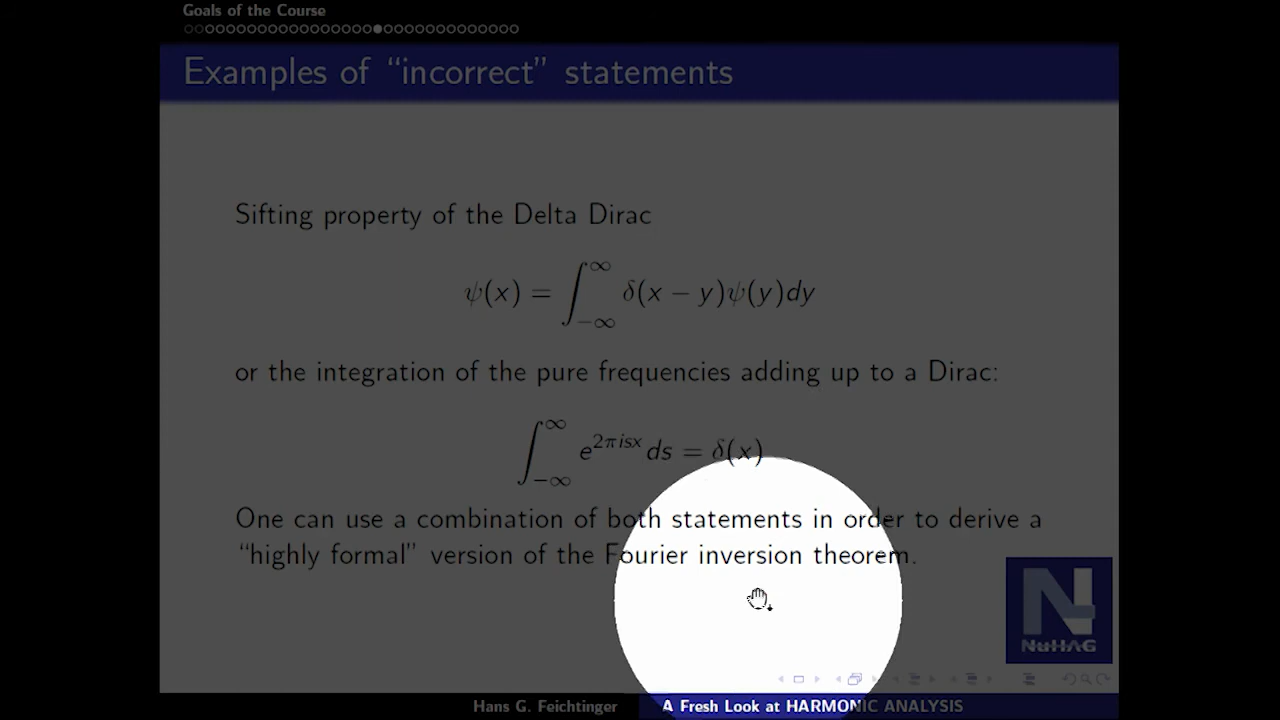 Goals of the Course
Examples of “incorrect” statements
Sifting property of the Delta Dirac
ψ(x) = ∫_{−∞}^{∞} δ(x − y)ψ(y)dy
or the integration of the pure frequencies adding up to a Dirac:
∫_{−∞}^{∞} e^{2πisx} ds = δ(x)
One can use a combination of both statements in order to derive a
“highly formal” version of the Fourier inversion theorem.
NuHAG
Hans G. Feichtinger A Fresh Look at HARMONIC ANALYSIS